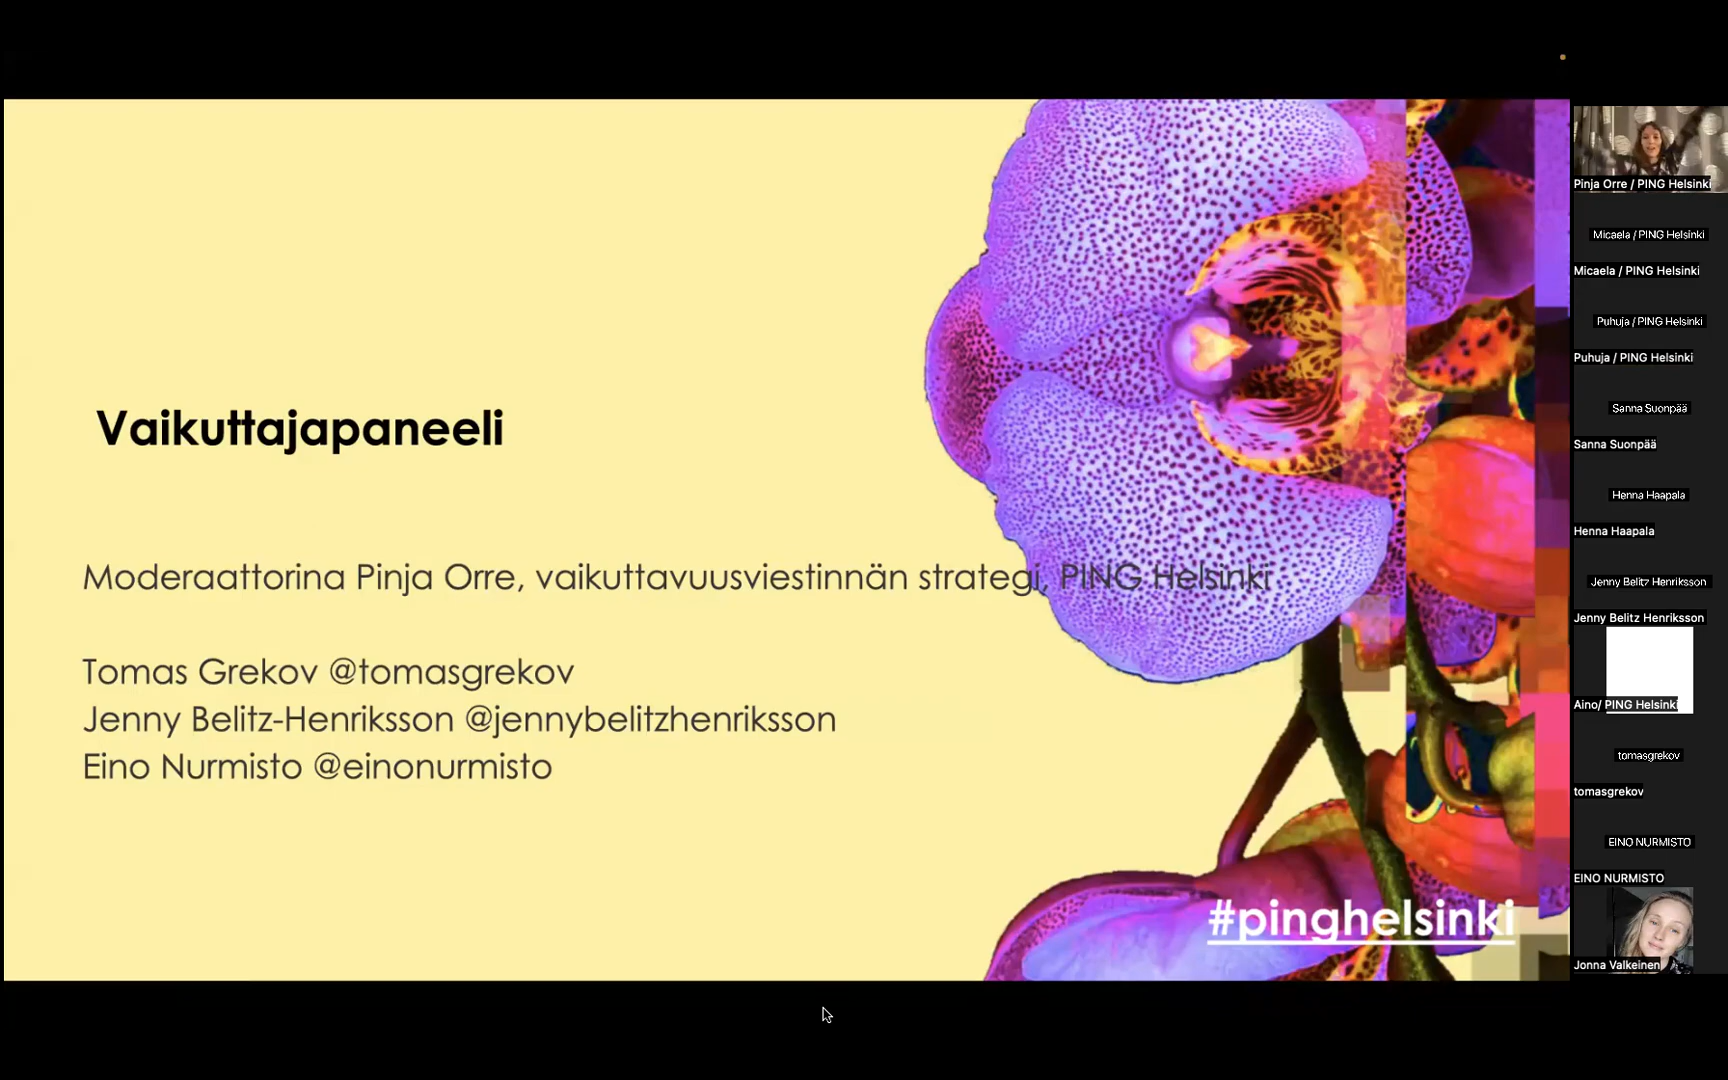 Vaikuttajapaneeli
Moderaattorina Pinja Orre, vaikuttavuusviestinnän strategi, PING Helsinki
Tomas Grekov @tomasgrekov
Jenny Belitz-Henriksson @jennybelitzhenriksson
Eino Nurmisto @einonurmisto
#pinghelsinki
Pinja Orre / PING Helsinki
Micaela / PING Helsinki
Micaela / PING Helsinki
Puhuja / PING Helsinki
Puhuja / PING Helsinki
Sanna Suonpää
Sanna Suonpää
Henna Haapala
Henna Haapala
Jenny Belitz Henriksson
Jenny Belitz Henriksson
Aino/ PING Helsinki
tomasgrekov
tomasgrekov
EINO NURMISTO
EINO NURMISTO
Jonna Valkeinen